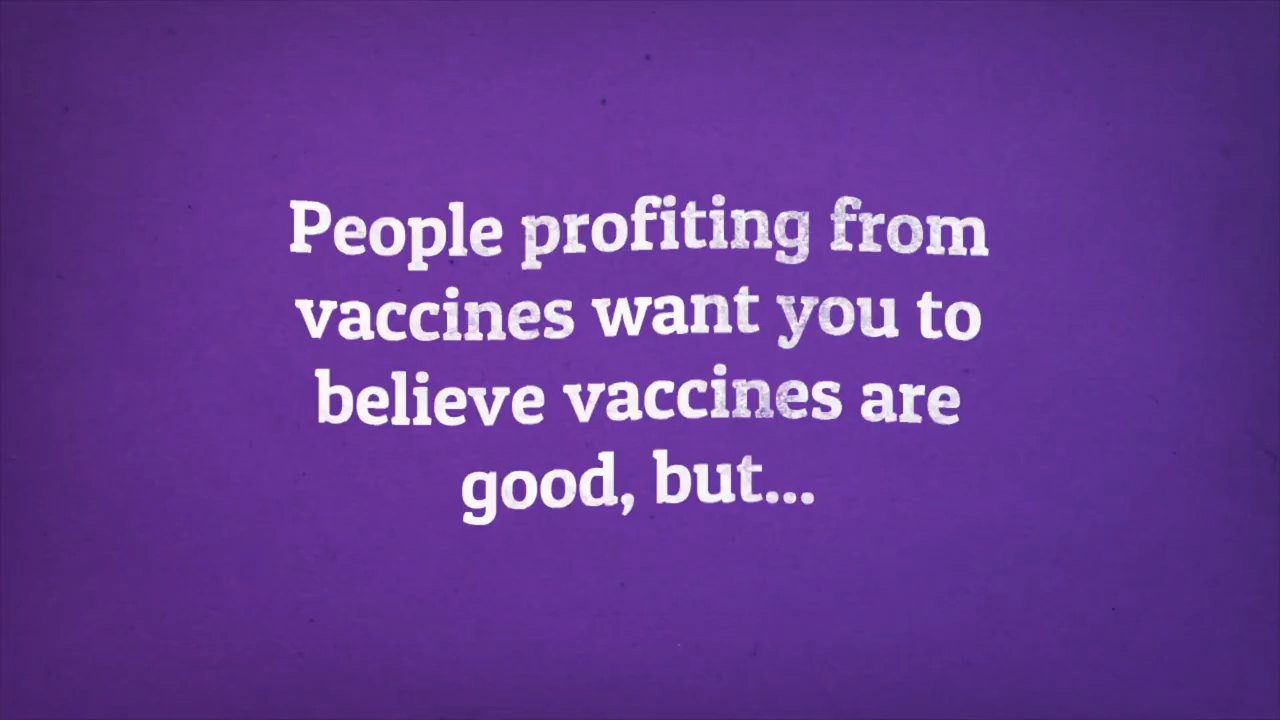 People profiting from
vaccines want you to
believe vaccines are
good, but...